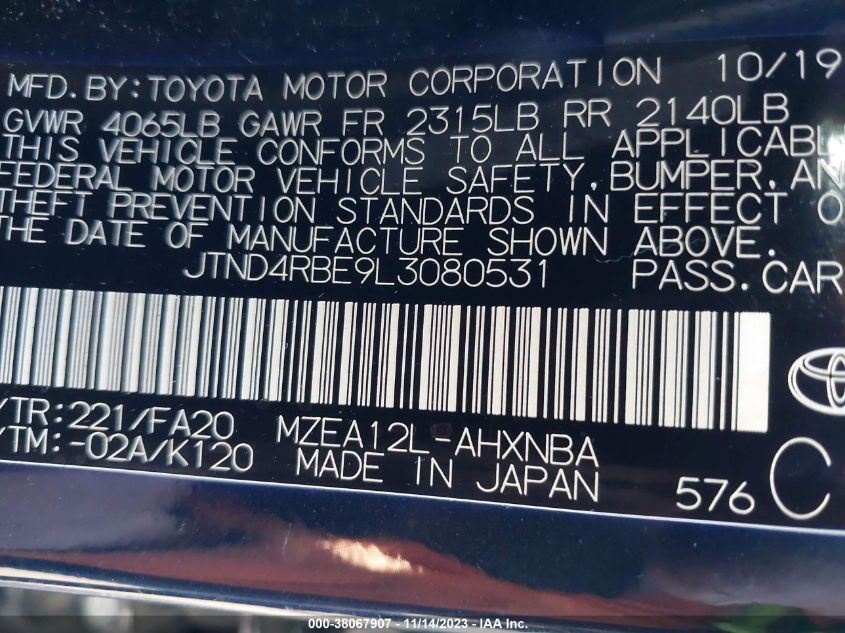 MFD. BY: TOYOTA MOTOR CORPORATION 10/19
GVWR 4065LB GAWR FR 2315LB RR 2140LB
THIS VEHICLE CONFORMS TO ALL APPLICABL
FEDERAL MOTOR VEHICLE SAFETY, BUMPER, AN
THEFT PREVENTION STANDARDS IN EFFECT O
THE DATE OF MANUFACTURE SHOWN ABOVE.
JTND4RBE9L3080531 PASS. CAR
/TR: 221/FA20 MZEA12L-AHXNBA
/TM: -02A/K120 MADE IN JAPAN 576 C
000-38067907 - 11/14/2023 - IAA Inc.